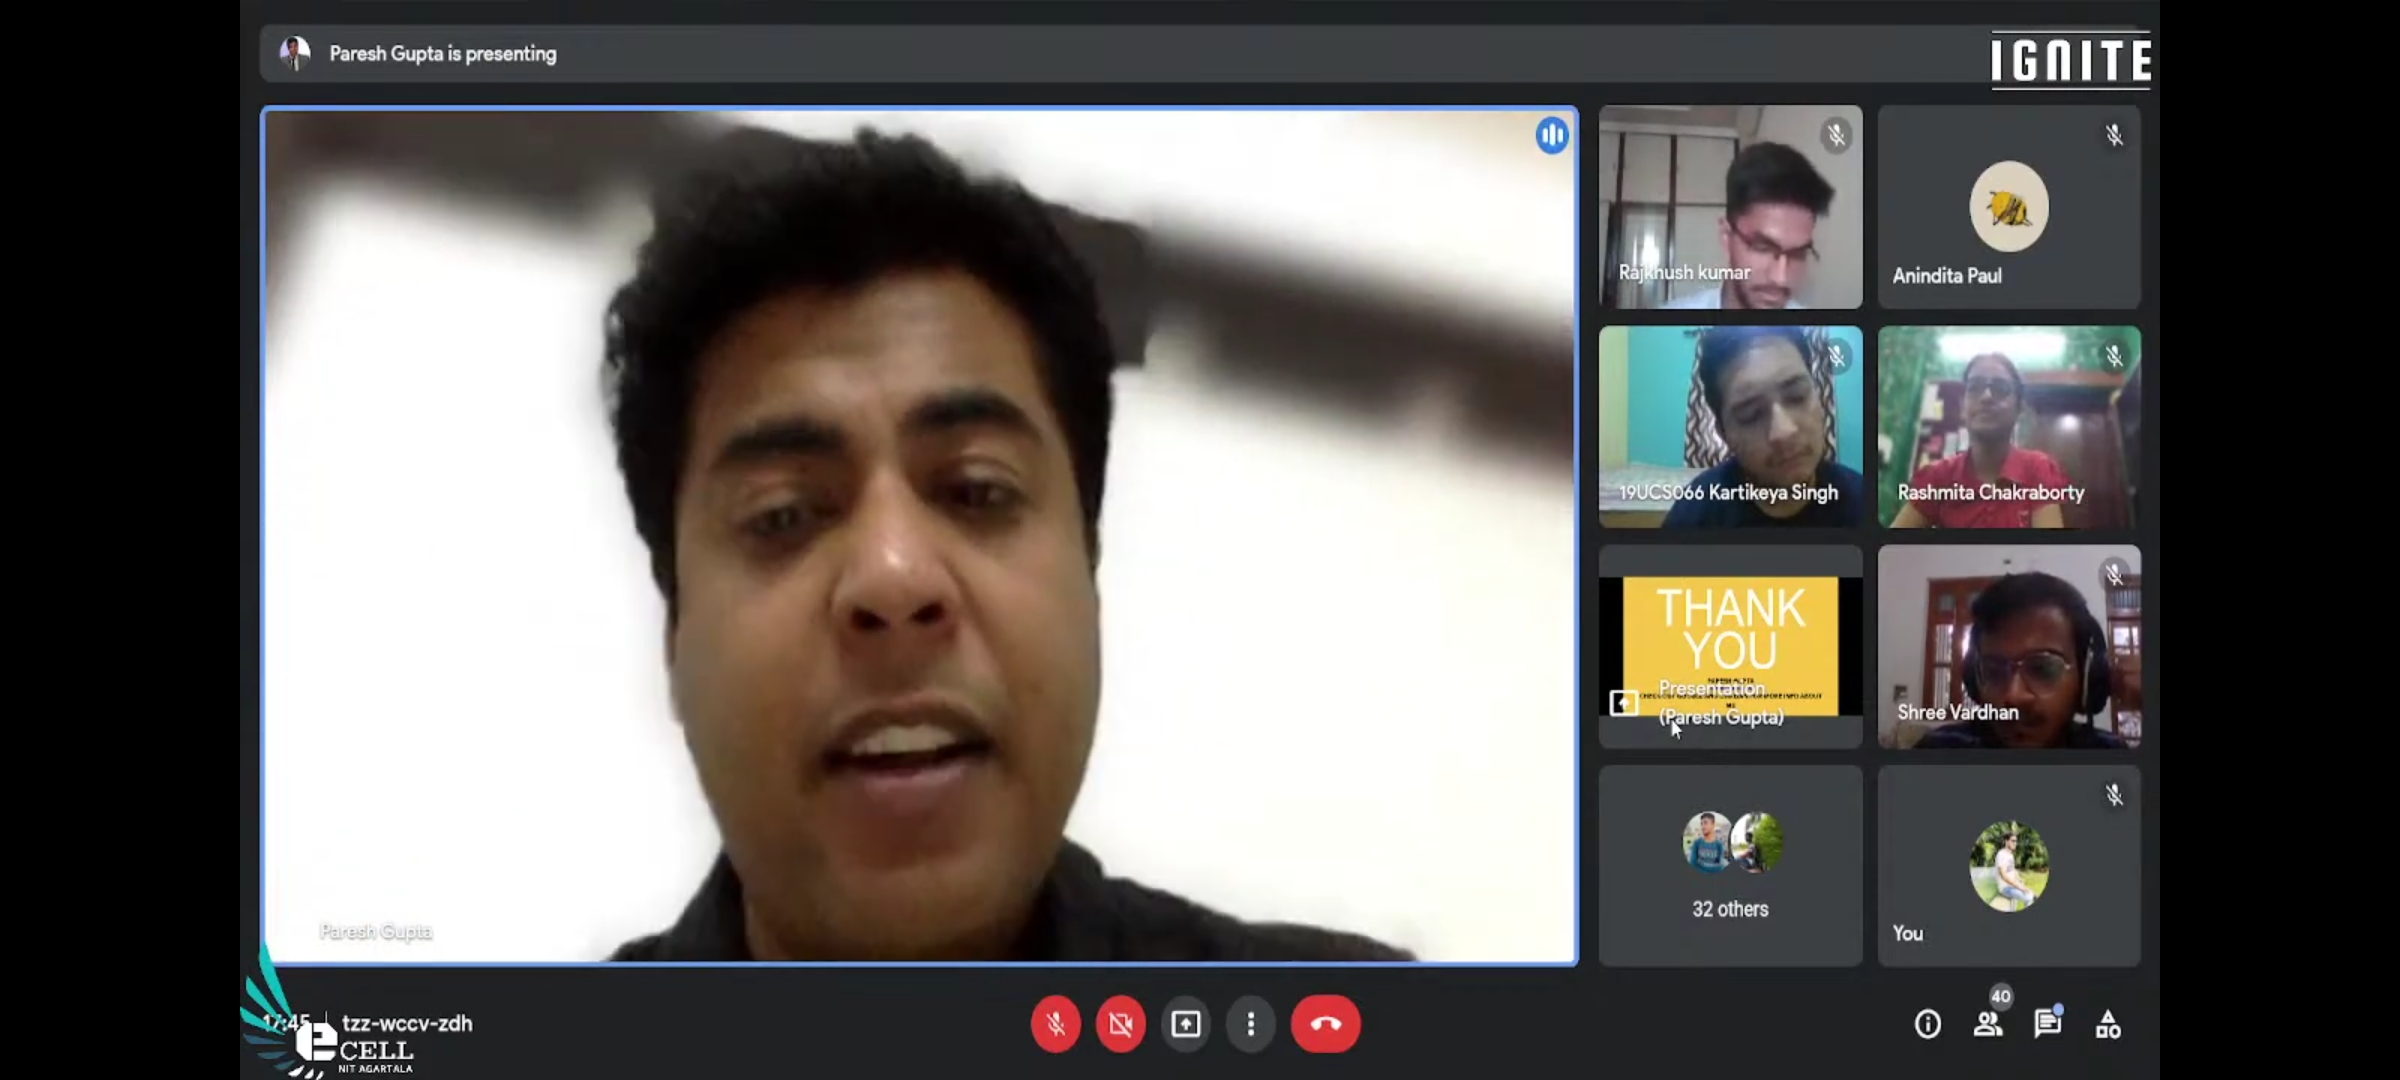 Paresh Gupta is presenting
IGNITE
Rajkhush kumar
Anindita Paul
19UCS066 Kartikeya Singh
Rashmita Chakraborty
THANK
YOU
Presentation
(Paresh Gupta)
Shree Vardhan
32 others
You
Paresh Gupta
17:45 | tzz-wccv-zdh
40
e
CELL
NIT AGARTALA